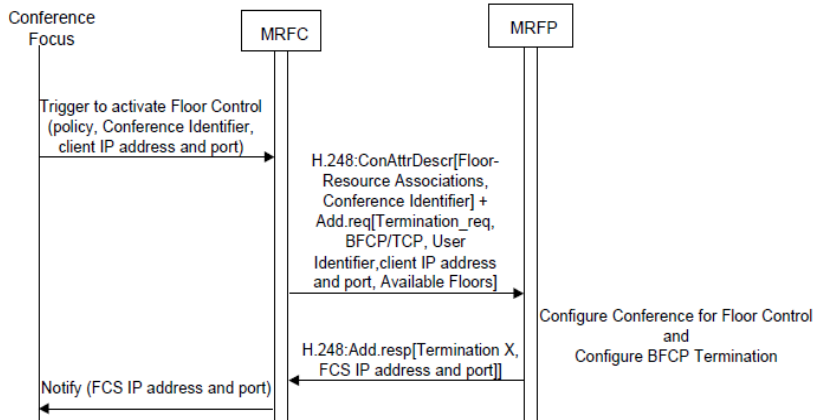 Conference
Focus
MRFC
MRFP
Trigger to activate Floor Control
(policy, Conference Identifier,
client IP address and port)
H.248:ConAttrDescr[Floor-
Resource Associations,
Conference Identifier] +
Add.req[Termination_req,
BFCP/TCP, User
Identifier,client IP address
and port, Available Floors]
Configure Conference for Floor Control
and
Configure BFCP Termination
H.248:Add.resp[Termination X,
FCS IP address and port]]
Notify (FCS IP address and port)